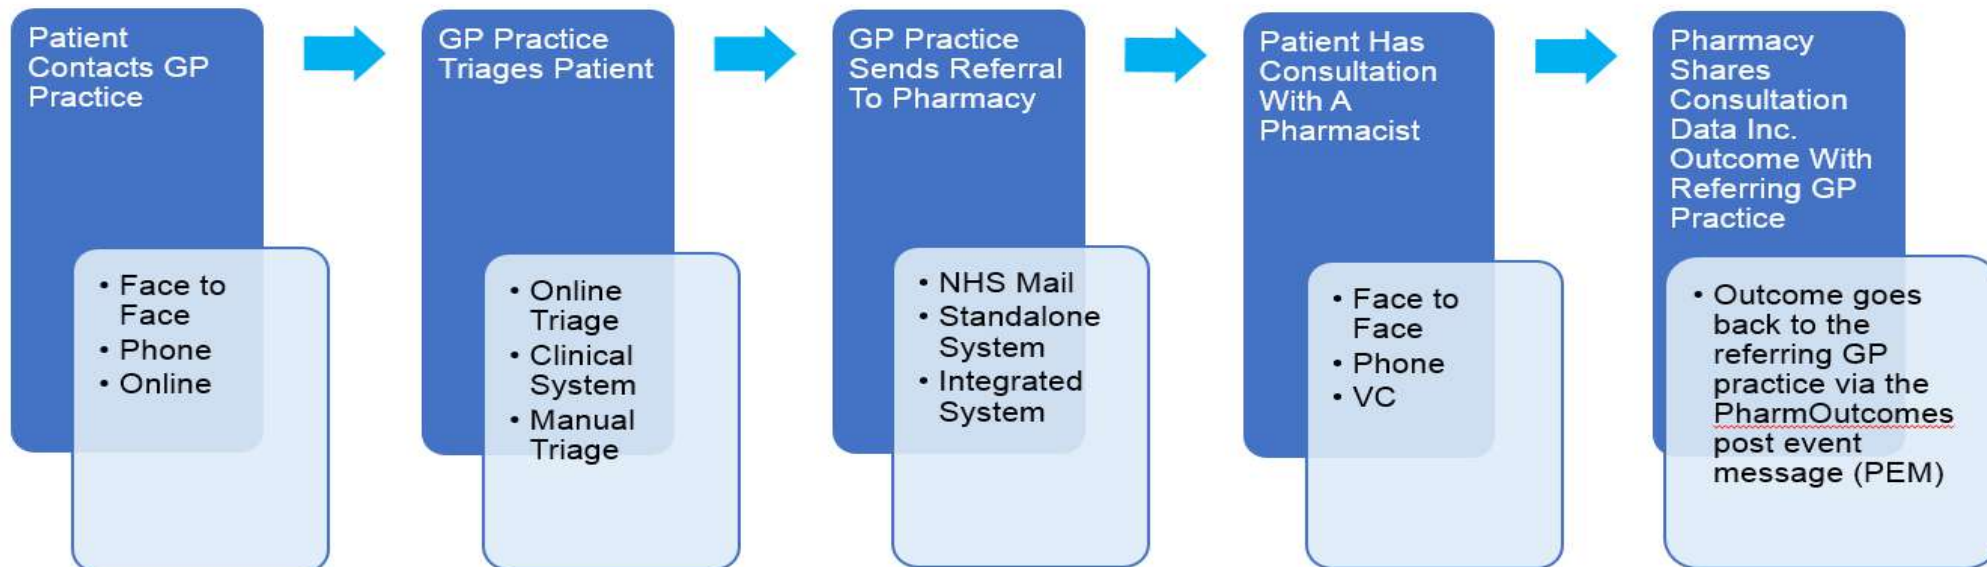 Patient
Contacts GP
Practice
• Face to
Face
• Phone
• Online
GP Practice
Triages Patient
• Online
Triage
• Clinical
System
• Manual
Triage
GP Practice
Sends Referral
To Pharmacy
• NHS Mail
• Standalone
System
• Integrated
System
Patient Has
Consultation
With A
Pharmacist
• Face to
Face
• Phone
• VC
Pharmacy
Shares
Consultation
Data Inc.
Outcome With
Referring GP
Practice
• Outcome goes
back to the
referring GP
practice via the
PharmOutcomes
post event
message (PEM)